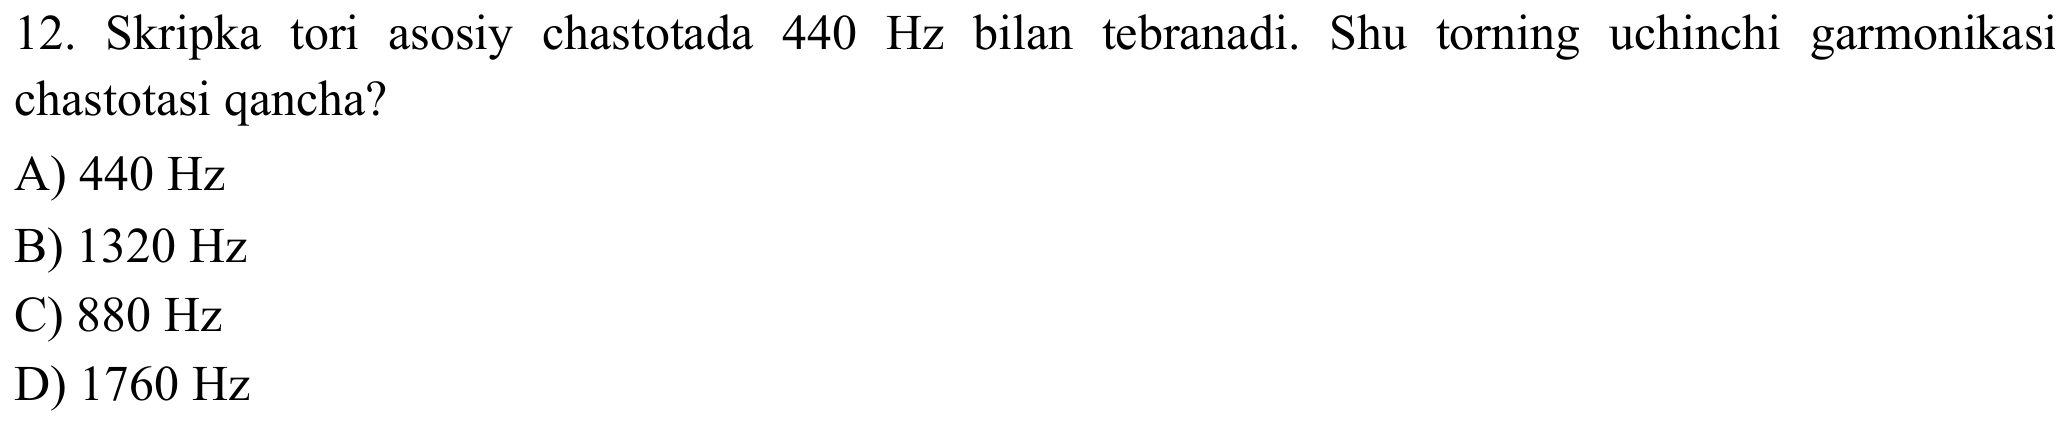 12. Skripka tori asosiy chastotada 440 Hz bilan tebranadi. Shu torning uchinchi garmonikasi
chastotasi qancha?
A) 440 Hz
B) 1320 Hz
C) 880 Hz
D) 1760 Hz